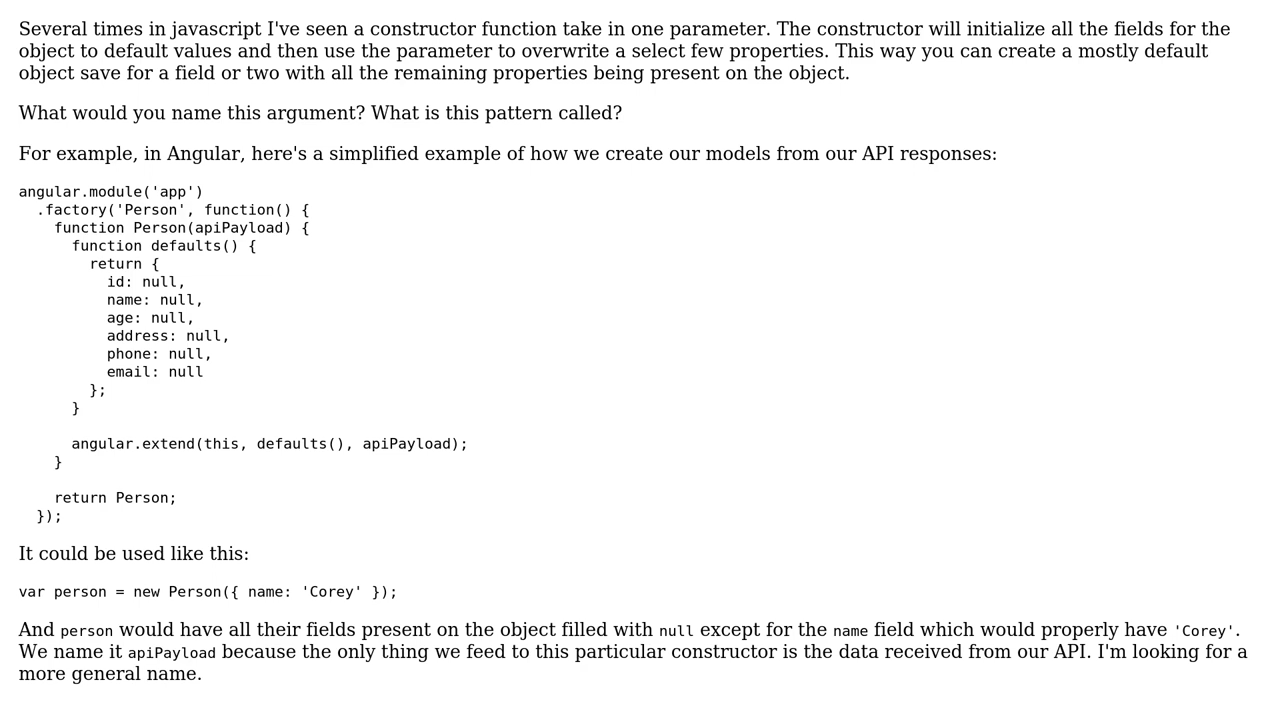 Several times in javascript I've seen a constructor function take in one parameter. The constructor will initialize all the fields for the
object to default values and then use the parameter to overwrite a select few properties. This way you can create a mostly default
object save for a field or two with all the remaining properties being present on the object.
What would you name this argument? What is this pattern called?
For example, in Angular, here's a simplified example of how we create our models from our API responses:
angular.module('app')
  .factory('Person', function() {
    function Person(apiPayload) {
      function defaults() {
        return {
          id: null,
          name: null,
          age: null,
          address: null,
          phone: null,
          email: null
        };
      }
      angular.extend(this, defaults(), apiPayload);
    }
    return Person;
  });
It could be used like this:
var person = new Person({ name: 'Corey' });
And person would have all their fields present on the object filled with null except for the name field which would properly have 'Corey'.
We name it apiPayload because the only thing we feed to this particular constructor is the data received from our API. I'm looking for a
more general name.